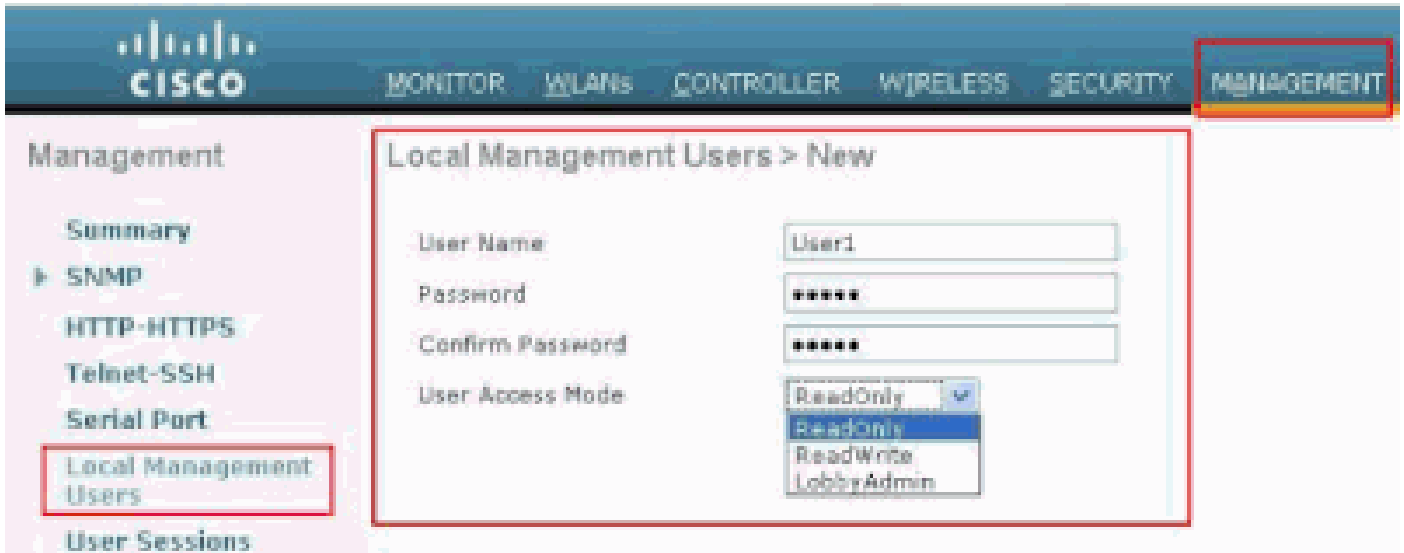 CISCO
MONITOR WLANs CONTROLLER WIRELESS SECURITY MANAGEMENT
Management
Summary
SNMP
HTTP-HTTPS
Telnet-SSH
Serial Port
Local Management
Users
User Sessions
Local Management Users > New
User Name User1
Password •••••
Confirm Password •••••
User Access Mode ReadOnly
ReadOnly
ReadWrite
LobbyAdmin